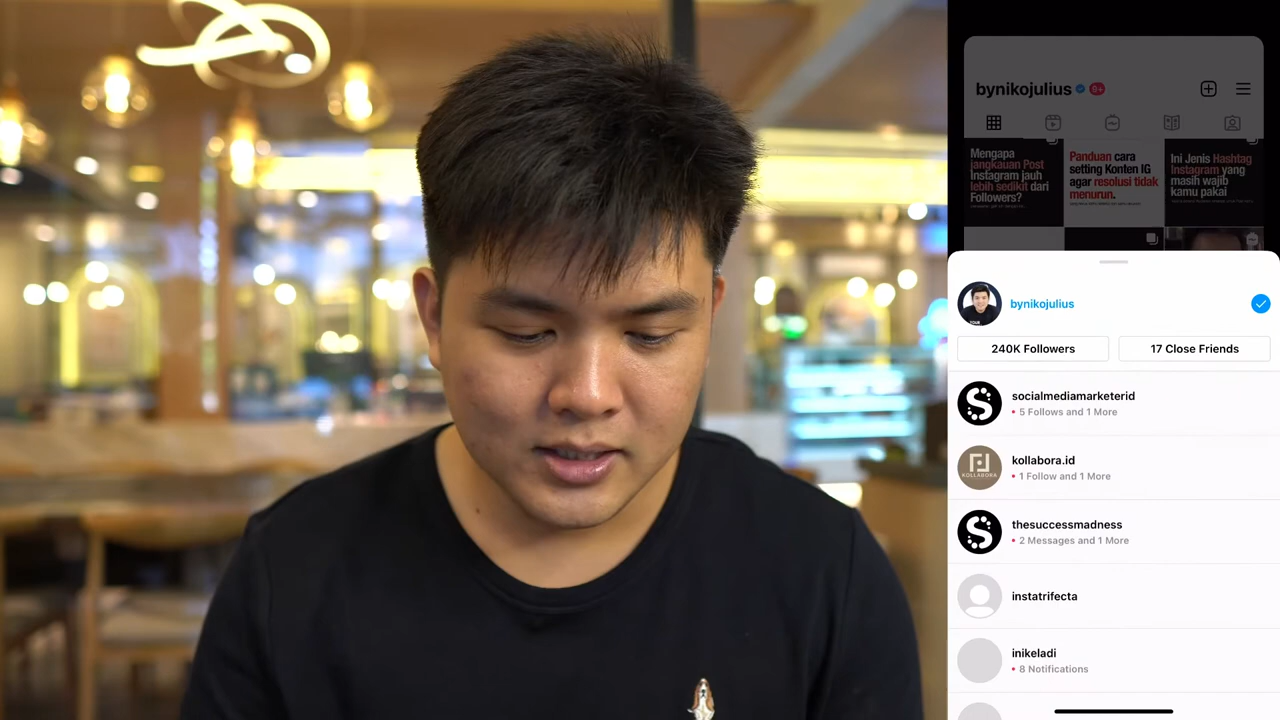 bynikojulius
9+
Mengapa
jangkauan Post
Instagram jauh
lebih sedikit dari
Followers?
Panduan cara
setting Konten IG
agar resolusi tidak
menurun.
Ini Jenis Hashtag
Instagram yang
masih wajib
kamu pakai
bynikojulius
240K Followers
17 Close Friends
socialmediamarketerid
• 5 Follows and 1 More
KOLLABORA
kollabora.id
• 1 Follow and 1 More
thesuccessmadness
• 2 Messages and 1 More
instatrifecta
inikeladi
• 8 Notifications